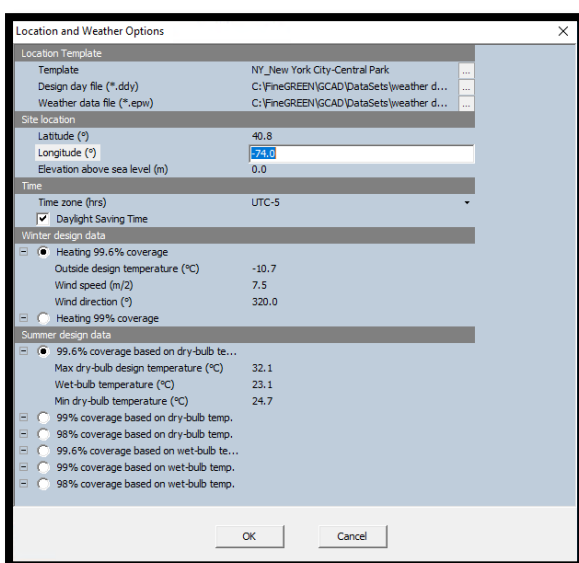 Location and Weather Options
Location Template
Template NY_New York City-Central Park ...
Design day file (*.ddy) C:\FineGREEN\GCAD\DataSets\weather d... ...
Weather data file (*.epw) C:\FineGREEN\GCAD\DataSets\weather d... ...
Site location
Latitude (º) 40.8
Longitude (º) -74.0
Elevation above sea level (m) 0.0
Time
Time zone (hrs) UTC-5
Daylight Saving Time
Winter design data
Heating 99.6% coverage
Outside design temperature (ºC) -10.7
Wind speed (m/2) 7.5
Wind direction (º) 320.0
Heating 99% coverage
Summer design data
99.6% coverage based on dry-bulb te...
Max dry-bulb design temperature (ºC) 32.1
Wet-bulb temperature (ºC) 23.1
Min dry-bulb temperature (ºC) 24.7
99% coverage based on dry-bulb temp.
98% coverage based on dry-bulb temp.
99.6% coverage based on wet-bulb te...
99% coverage based on wet-bulb temp.
98% coverage based on wet-bulb temp.
OK Cancel